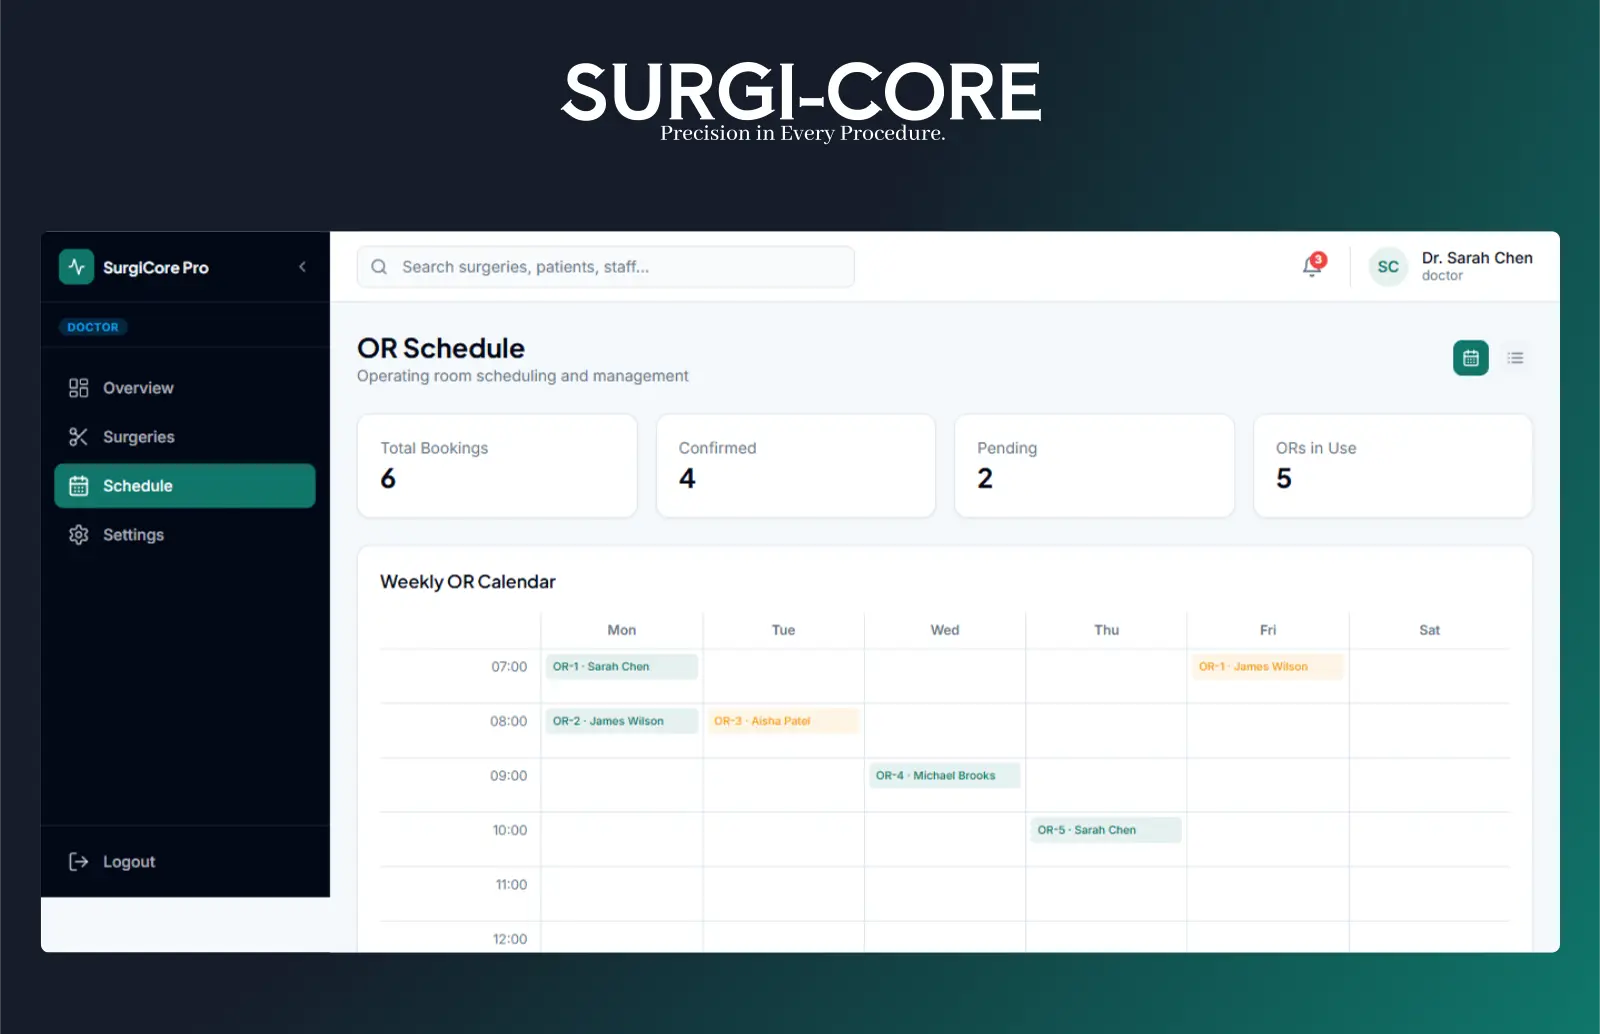 SURGI-CORE
Precision in Every Procedure.
SurgICore Pro
DOCTOR
Overview
Surgeries
Schedule
Settings
Logout
Search surgeries, patients, staff...
3
SC
Dr. Sarah Chen
doctor
OR Schedule
Operating room scheduling and management
Total Bookings
6
Confirmed
4
Pending
2
ORs in Use
5
Weekly OR Calendar
Mon Tue Wed Thu Fri Sat
07:00 OR-1 · Sarah Chen OR-1 · James Wilson
08:00 OR-2 · James Wilson OR-3 · Aisha Patel
09:00 OR-4 · Michael Brooks
10:00 OR-5 · Sarah Chen
11:00
12:00